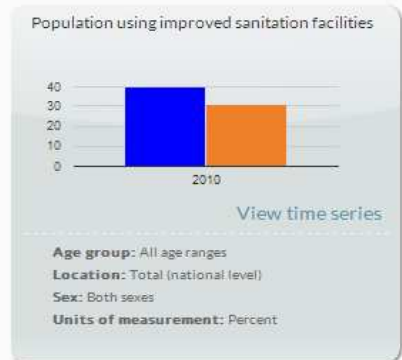 Population using improved sanitation facilities
40
30
20
10
0
2010
View time series
Age group: All age ranges
Location: Total (national level)
Sex: Both sexes
Units of measurement: Percent